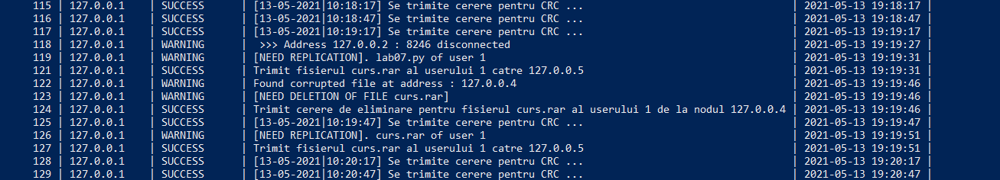 115 | 127.0.0.1 | SUCCESS | [13-05-2021|10:18:17] Se trimite cerere pentru CRC ... | 2021-05-13 19:18:17 |
116 | 127.0.0.1 | SUCCESS | [13-05-2021|10:18:47] Se trimite cerere pentru CRC ... | 2021-05-13 19:18:47 |
117 | 127.0.0.1 | SUCCESS | [13-05-2021|10:19:17] Se trimite cerere pentru CRC ... | 2021-05-13 19:19:17 |
118 | 127.0.0.1 | WARNING | >>> Address 127.0.0.2 : 8246 disconnected | 2021-05-13 19:19:27 |
119 | 127.0.0.1 | WARNING | [NEED REPLICATION]. lab07.py of user 1 | 2021-05-13 19:19:31 |
121 | 127.0.0.1 | SUCCESS | Trimit fisierul curs.rar al userului 1 catre 127.0.0.5 | 2021-05-13 19:19:31 |
122 | 127.0.0.1 | WARNING | Found corrupted file at address : 127.0.0.4 | 2021-05-13 19:19:46 |
123 | 127.0.0.1 | WARNING | [NEED DELETION OF FILE curs.rar] | 2021-05-13 19:19:46 |
124 | 127.0.0.1 | SUCCESS | Trimit cerere de eliminare pentru fisierul curs.rar al userului 1 de la nodul 127.0.0.4 | 2021-05-13 19:19:46 |
125 | 127.0.0.1 | SUCCESS | [13-05-2021|10:19:47] Se trimite cerere pentru CRC ... | 2021-05-13 19:19:47 |
126 | 127.0.0.1 | WARNING | [NEED REPLICATION]. curs.rar of user 1 | 2021-05-13 19:19:51 |
127 | 127.0.0.1 | SUCCESS | Trimit fisierul curs.rar al userului 1 catre 127.0.0.5 | 2021-05-13 19:19:51 |
128 | 127.0.0.1 | SUCCESS | [13-05-2021|10:20:17] Se trimite cerere pentru CRC ... | 2021-05-13 19:20:17 |
129 | 127.0.0.1 | SUCCESS | [13-05-2021|10:20:47] Se trimite cerere pentru CRC ... | 2021-05-13 19:20:47 |